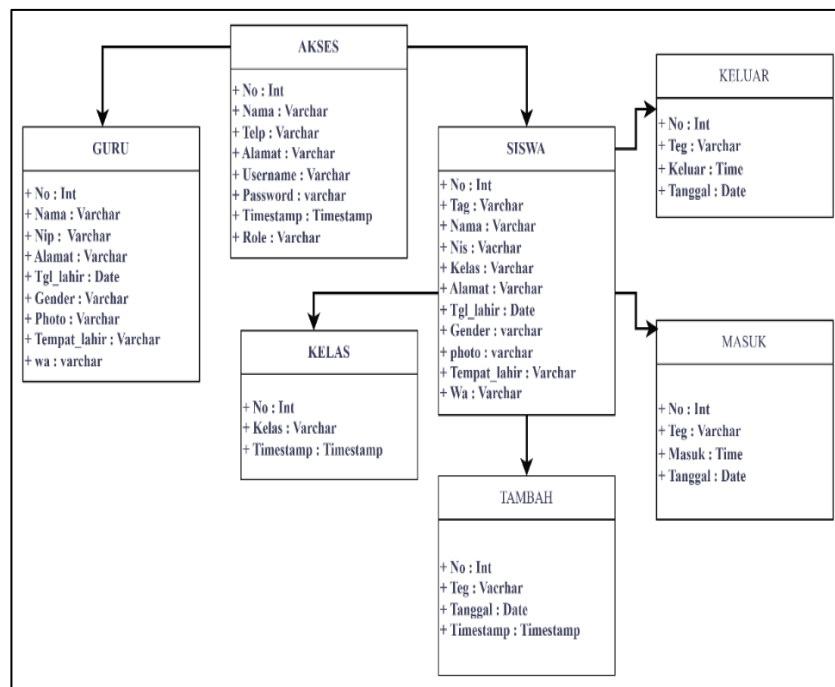 AKSES
+ No : Int
+ Nama : Varchar
+ Telp : Varchar
+ Alamat : Varchar
+ Username : Varchar
+ Password : varchar
+ Timestamp : Timestamp
+ Role : Varchar
GURU
+ No : Int
+ Nama : Varchar
+ Nip : Varchar
+ Alamat : Varchar
+ Tgl_lahir : Date
+ Gender : Varchar
+ Photo : Varchar
+ Tempat_lahir : Varchar
+ wa : varchar
SISWA
+ No : Int
+ Tag : Varchar
+ Nama : Varchar
+ Nis : Vacrhar
+ Kelas : Varchar
+ Alamat : Varchar
+ Tgl_lahir : Date
+ Gender : varchar
+ photo : varchar
+ Tempat_lahir : Varchar
+ Wa : Varchar
KELUAR
+ No : Int
+ Teg : Varchar
+ Keluar : Time
+ Tanggal : Date
KELAS
+ No : Int
+ Kelas : Varchar
+ Timestamp : Timestamp
MASUK
+ No : Int
+ Teg : Varchar
+ Masuk : Time
+ Tanggal : Date
TAMBAH
+ No : Int
+ Teg : Vacrhar
+ Tanggal : Date
+ Timestamp : Timestamp